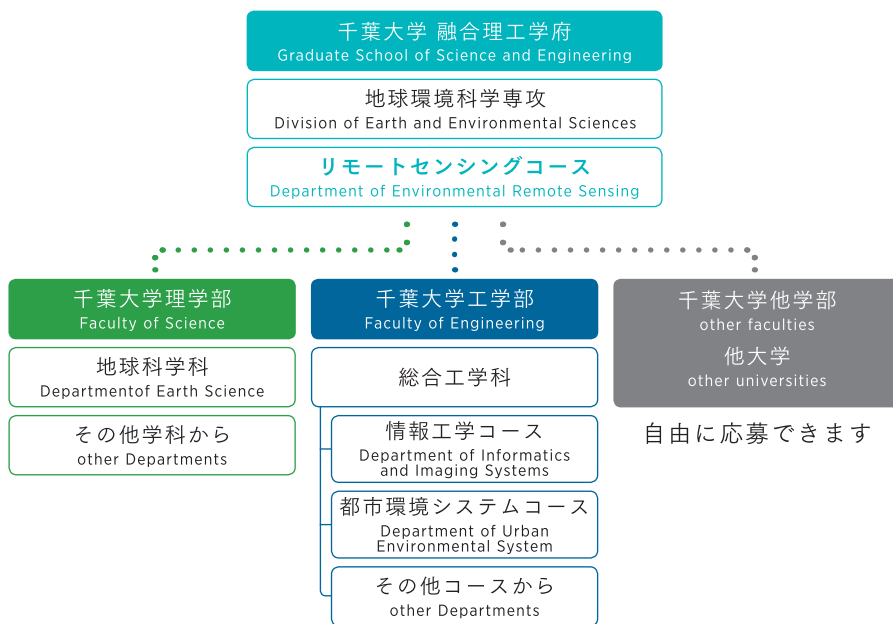 千葉大学 融合理工学府
Graduate School of Science and Engineering
地球環境科学専攻
Division of Earth and Environmental Sciences
リモートセンシングコース
Department of Environmental Remote Sensing
千葉大学理学部
Faculty of Science
地球科学科
Departmentof Earth Science
その他学科から
other Departments
千葉大学工学部
Faculty of Engineering
総合工学科
情報工学コース
Department of Informatics
and Imaging Systems
都市環境システムコース
Department of Urban
Environmental System
その他コースから
other Departments
千葉大学他学部
other faculties
他大学
other universities
自由に応募できます